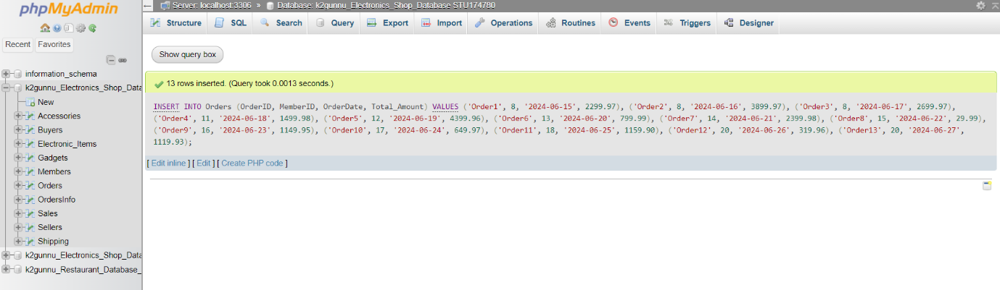 phpMyAdmin
Recent Favorites
information_schema
k2gunnu_Electronics_Shop_Data
New
Accessories
Buyers
Electronic_Items
Gadgets
Members
Orders
OrdersInfo
Sales
Sellers
Shipping
k2gunnu_Electronics_Shop_Data
k2gunnu_Restaurant_Database_
Server: localhost:3306 » Database: k2gunnu_Electronics_Shop_Database STU174780
Structure SQL Search Query Export Import Operations Routines Events Triggers Designer
Show query box
13 rows inserted. (Query took 0.0013 seconds.)
INSERT INTO Orders (OrderID, MemberID, OrderDate, Total_Amount) VALUES ('Order1', 8, '2024-06-15', 2299.97), ('Order2', 8, '2024-06-16', 3899.97), ('Order3', 8, '2024-06-17', 2699.97),
('Order4', 11, '2024-06-18', 1499.98), ('Order5', 12, '2024-06-19', 4399.96), ('Order6', 13, '2024-06-20', 799.99), ('Order7', 14, '2024-06-21', 2399.98), ('Order8', 15, '2024-06-22', 29.99),
('Order9', 16, '2024-06-23', 1149.95), ('Order10', 17, '2024-06-24', 649.97), ('Order11', 18, '2024-06-25', 1159.90), ('Order12', 20, '2024-06-26', 319.96), ('Order13', 20, '2024-06-27',
1119.93);
[ Edit inline ] [ Edit ] [ Create PHP code ]